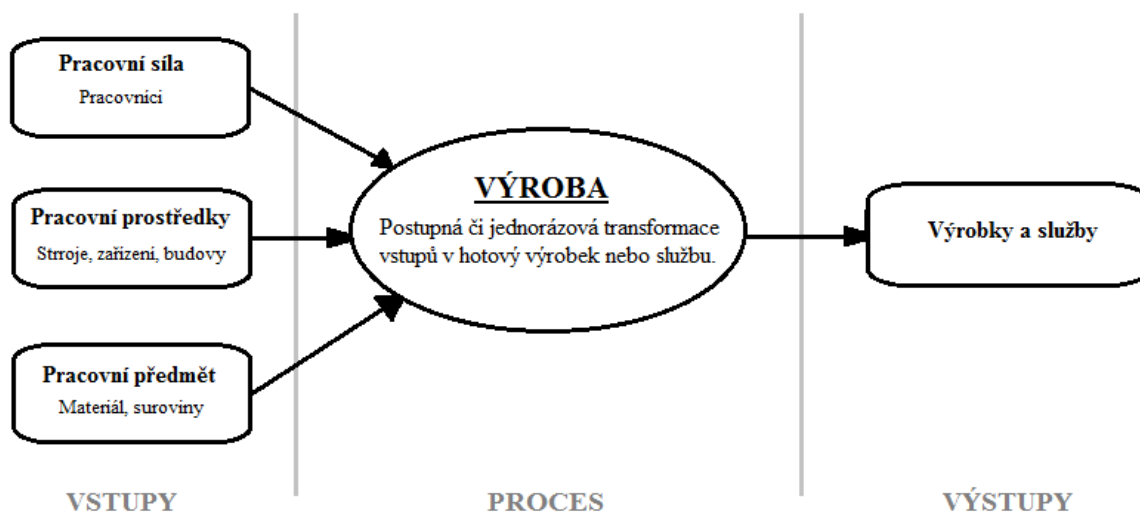 Pracovní síla
Pracovníci
Pracovní prostředky
Strroje, zařízení, budovy
Pracovní předmět
Materiál, suroviny
VÝROBA
Postupná či jednorázová transformace
vstupů v hotový výrobek nebo službu.
Výrobky a služby
VSTUPY
PROCES
VÝSTUPY